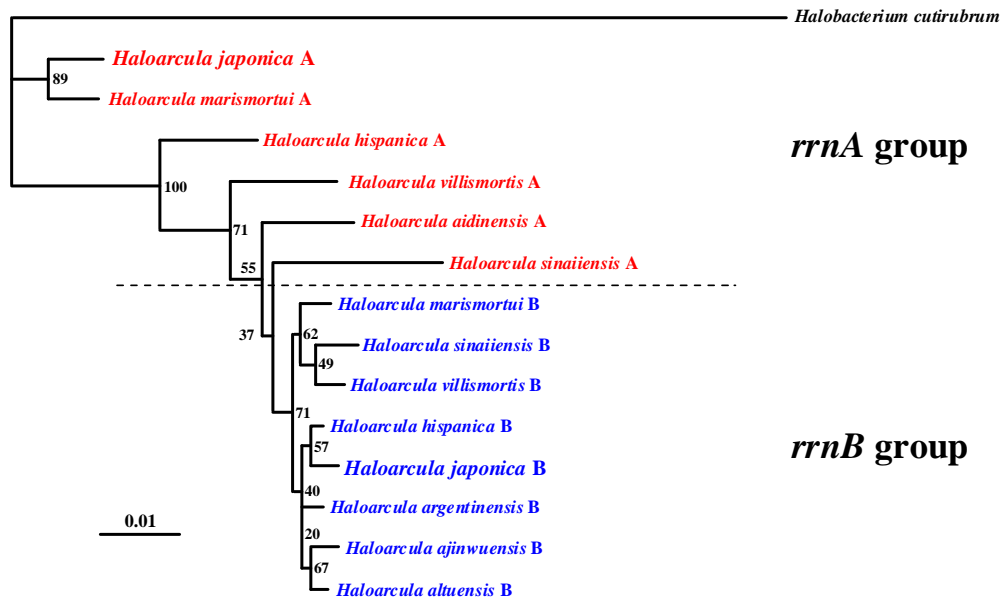 Halobacterium cutirubrum
Haloarcula japonica A
89
Haloarcula marismortui A
Haloarcula hispanica A
rrnA group
100
Haloarcula villismortis A
Haloarcula aidinensis A
71
Haloarcula sinaiiensis A
55
Haloarcula marismortui B
37
62
Haloarcula sinaiiensis B
49
Haloarcula villismortis B
71
Haloarcula hispanica B
57
rrnB group
Haloarcula japonica B
40
Haloarcula argentinensis B
0.01
20
Haloarcula ajinwuensis B
67
Haloarcula altuensis B